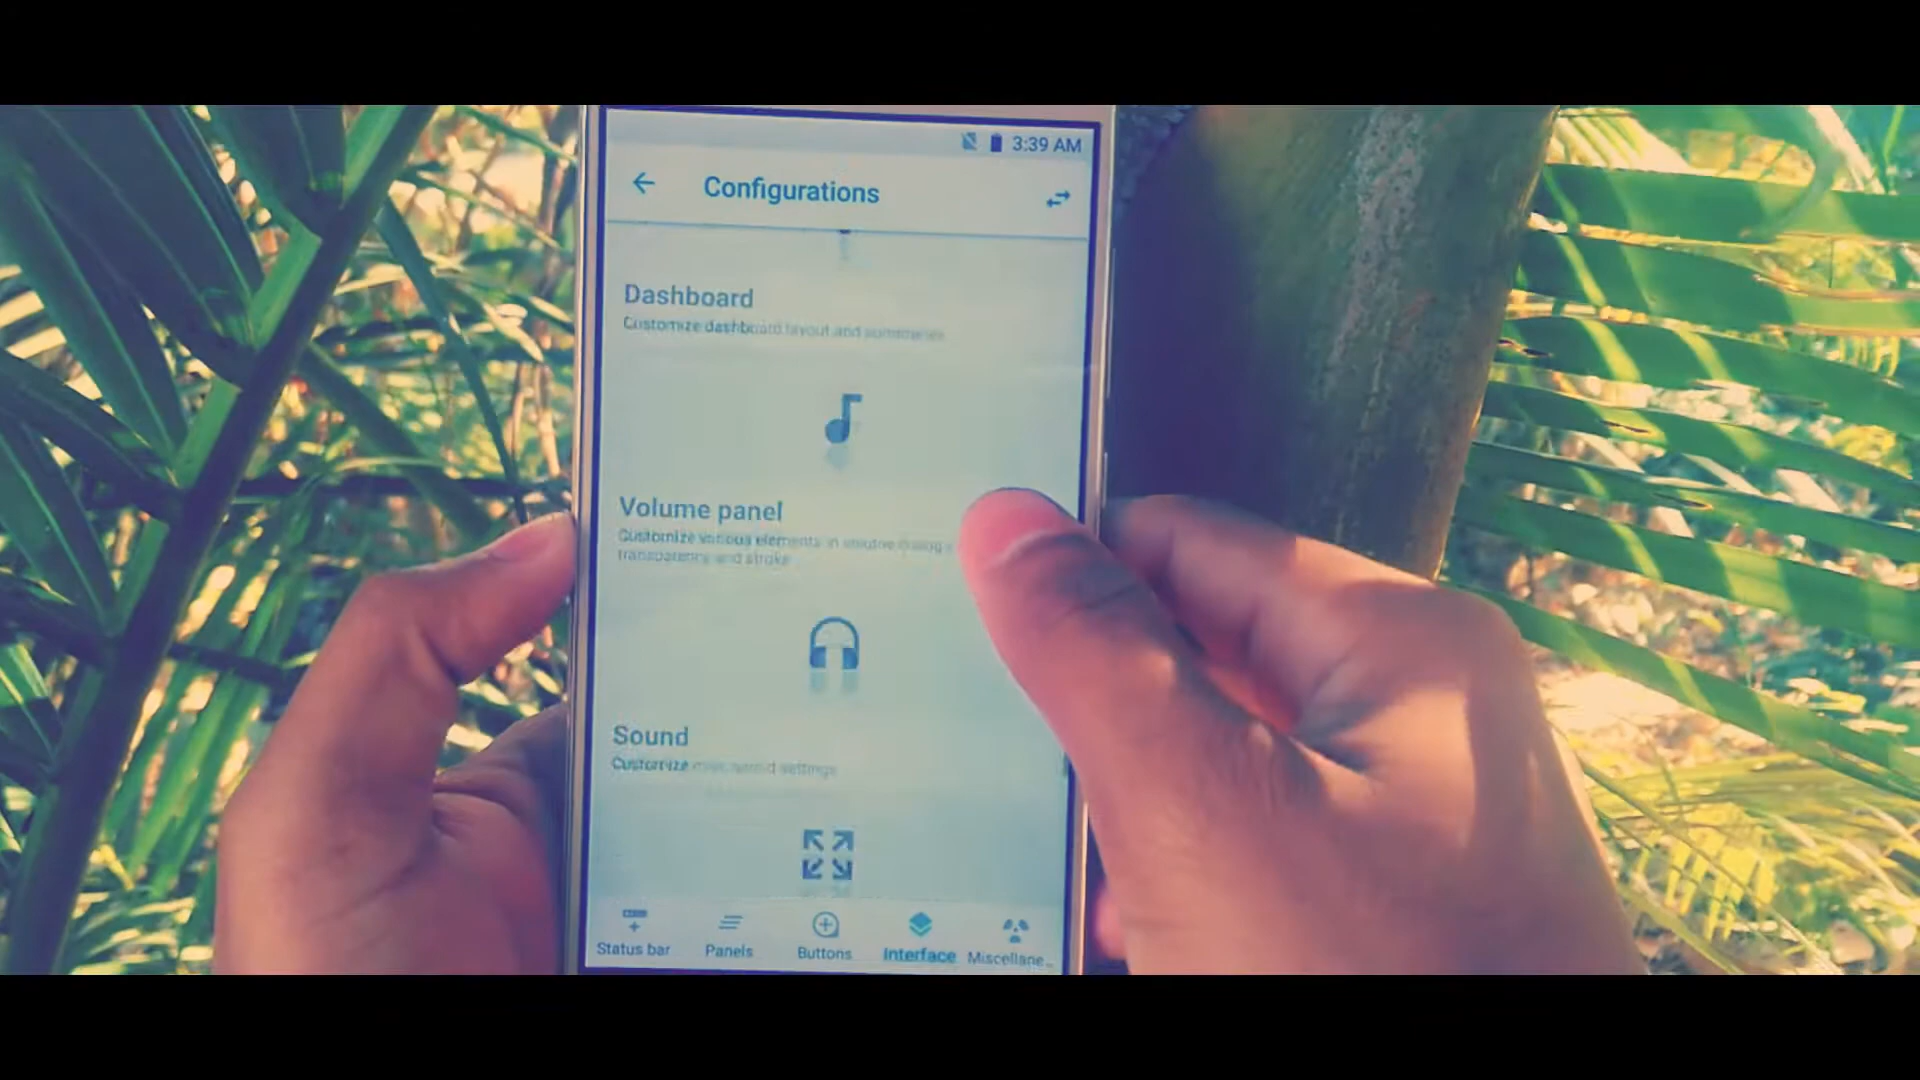 3:39 AM
Configurations
Dashboard
Customize dashboard layout and summaries
Volume panel
Customize various elements in volume dialog
transparency and stroke
Sound
Customize misc sound settings
Status bar
Panels
Buttons
Interface
Miscellane...